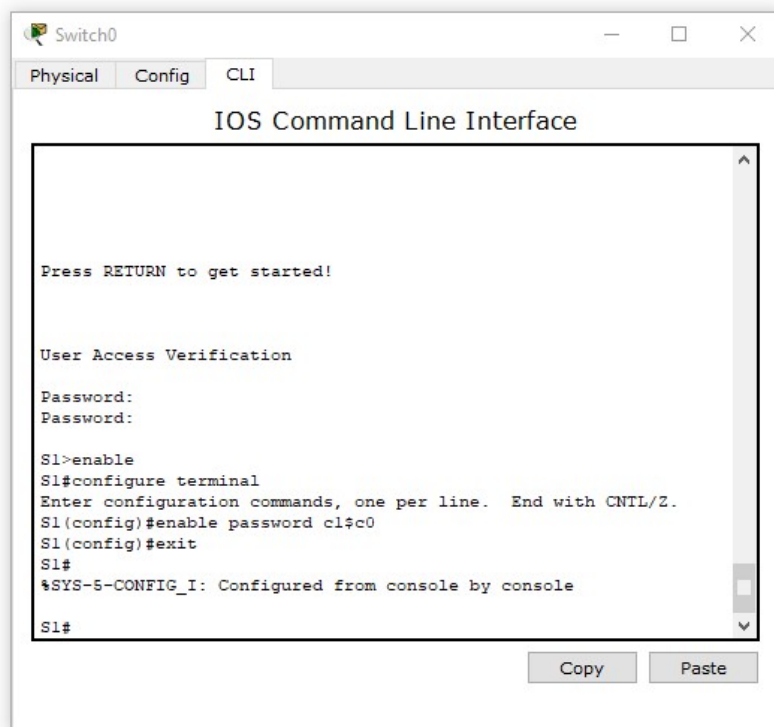 Switch0
Physical Config CLI
IOS Command Line Interface
Press RETURN to get started!
User Access Verification
Password:
Password:
S1>enable
S1#configure terminal
Enter configuration commands, one per line.  End with CNTL/Z.
S1(config)#enable password c1$c0
S1(config)#exit
S1#
%SYS-5-CONFIG_I: Configured from console by console
S1#
Copy Paste